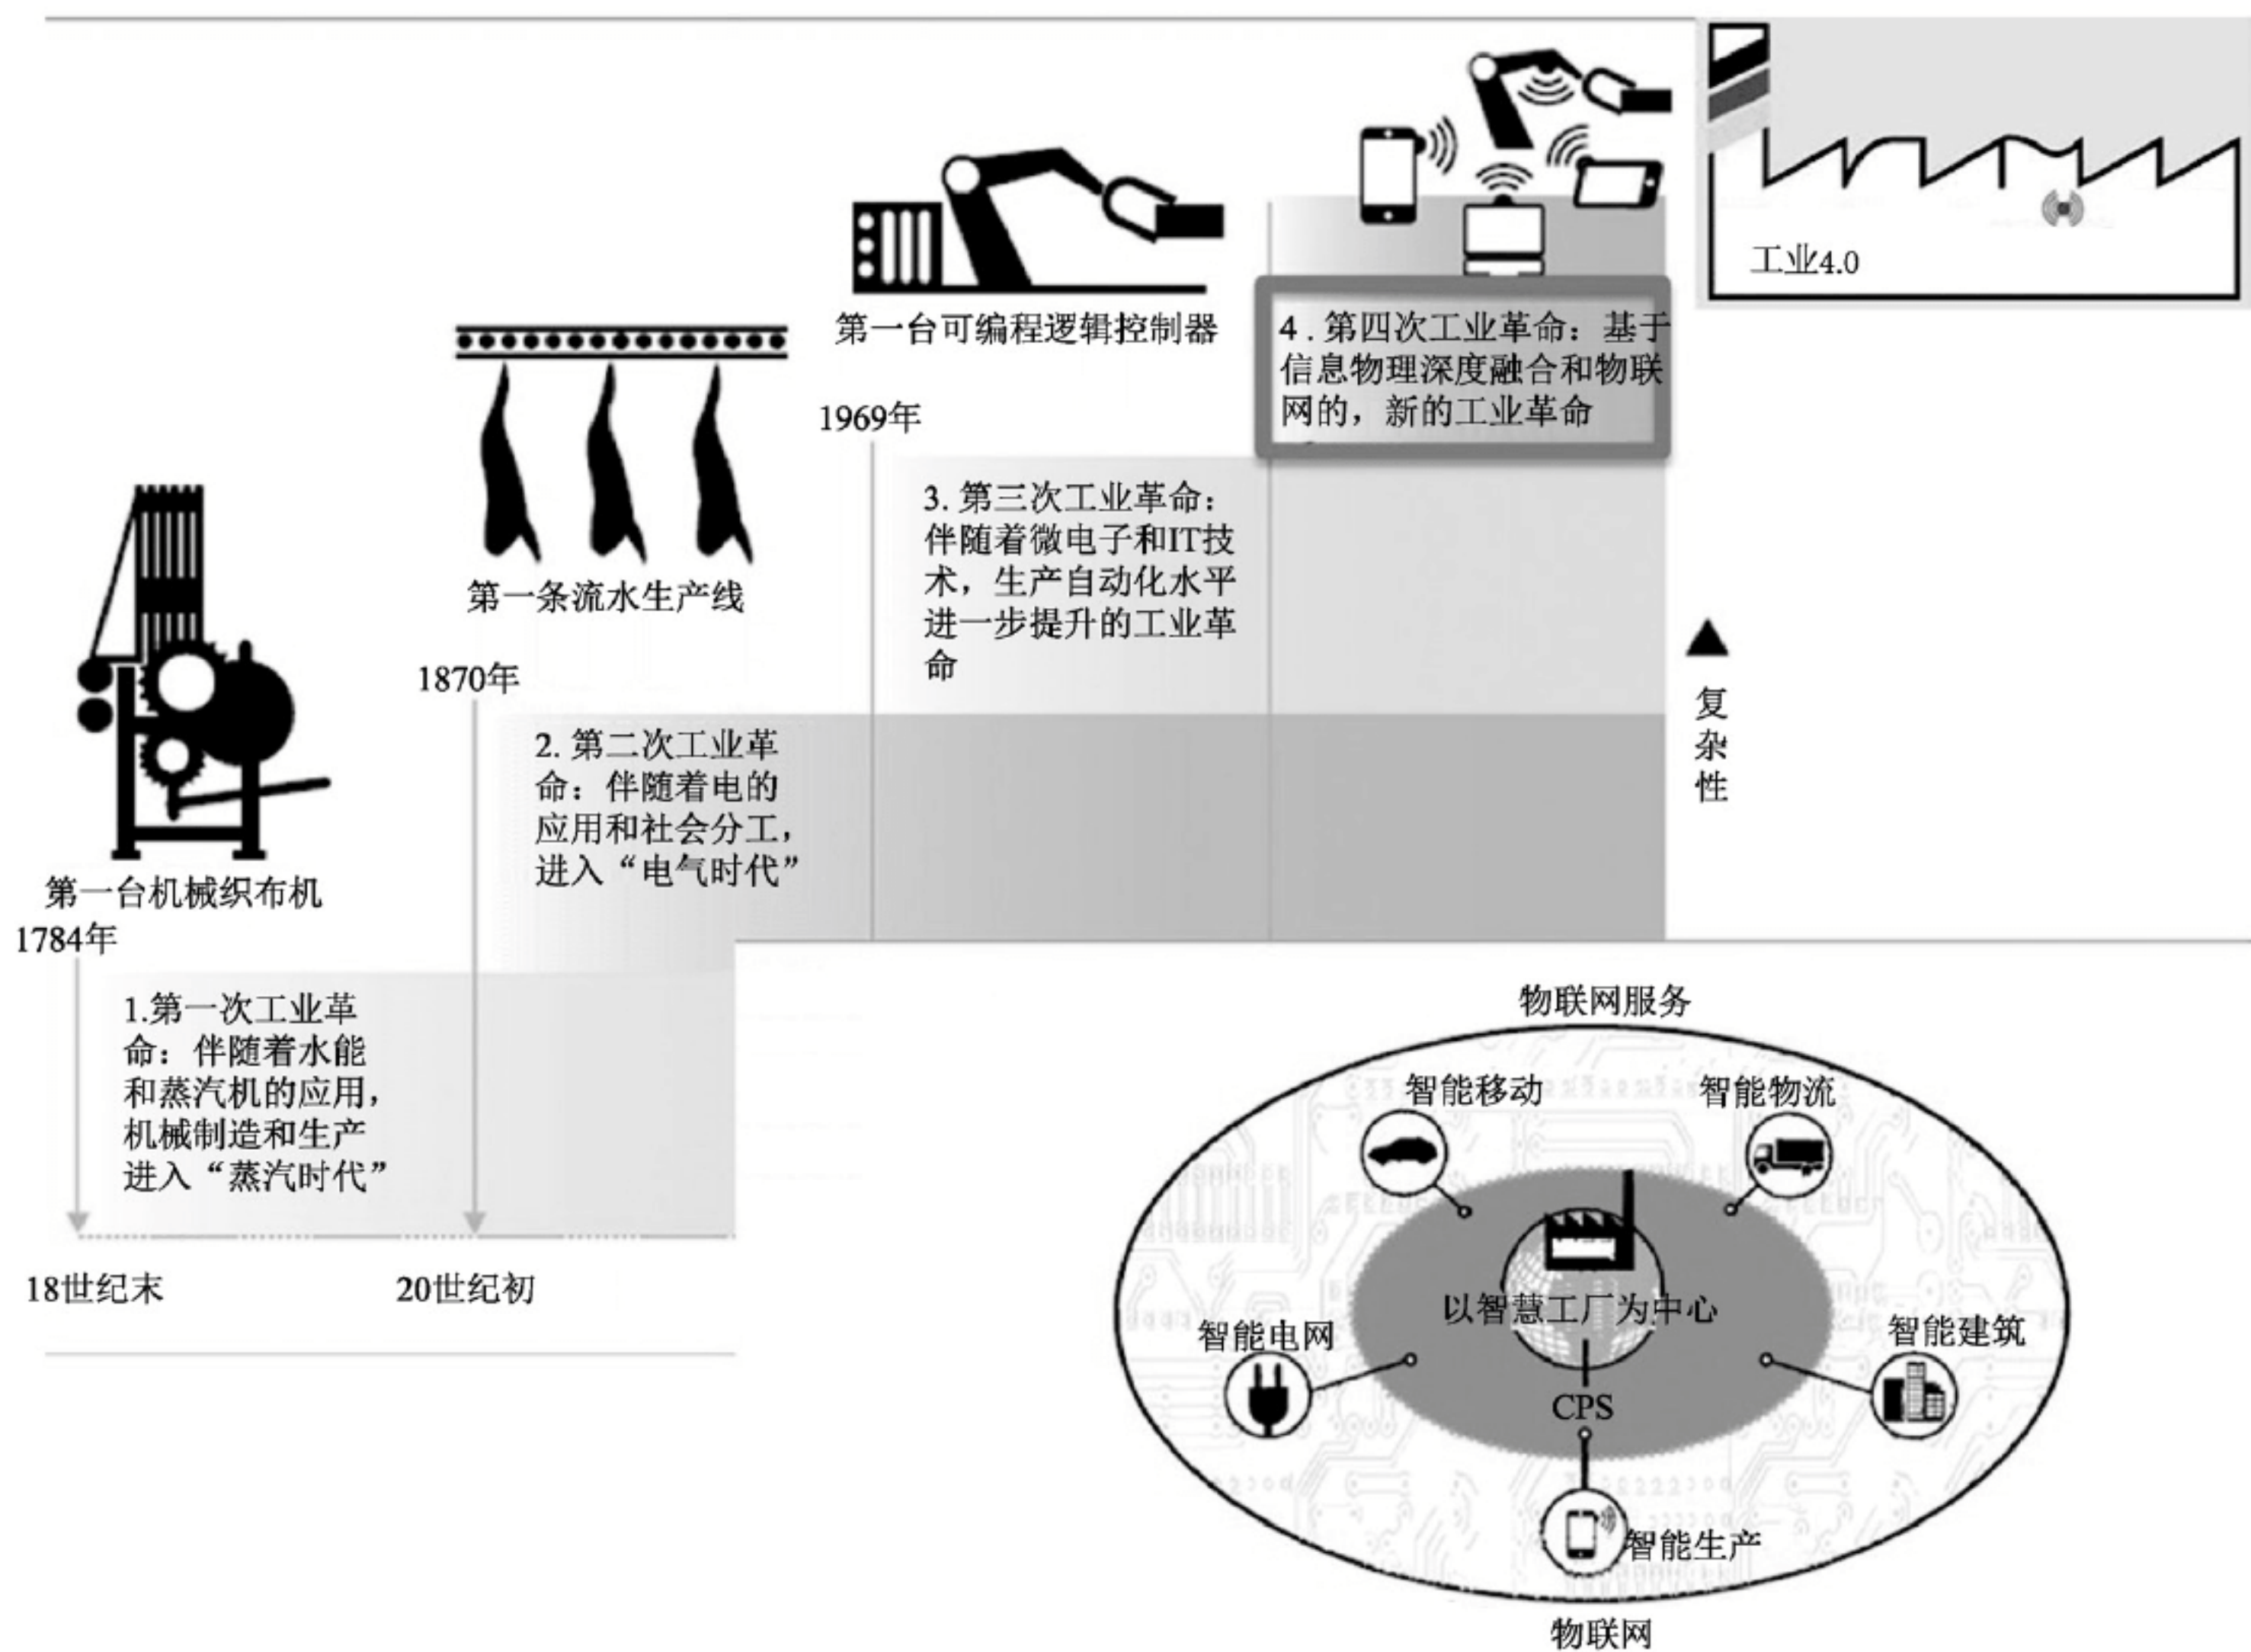 工业4.0
第一台可编程逻辑控制器
1969年
4．第四次工业革命：基于
信息物理深度融合和物联
网的，新的工业革命
3. 第三次工业革命：
伴随着微电子和IT技
术，生产自动化水平
进一步提升的工业革
命
第一条流水生产线
1870年
2. 第二次工业革
命：伴随着电的
应用和社会分工，
进入“电气时代”
复
杂
性
第一台机械织布机
1784年
1.第一次工业革
命：伴随着水能
和蒸汽机的应用，
机械制造和生产
进入“蒸汽时代”
18世纪末
20世纪初
物联网服务
智能移动
智能物流
以智慧工厂为中心
智能电网
智能建筑
CPS
智能生产
物联网